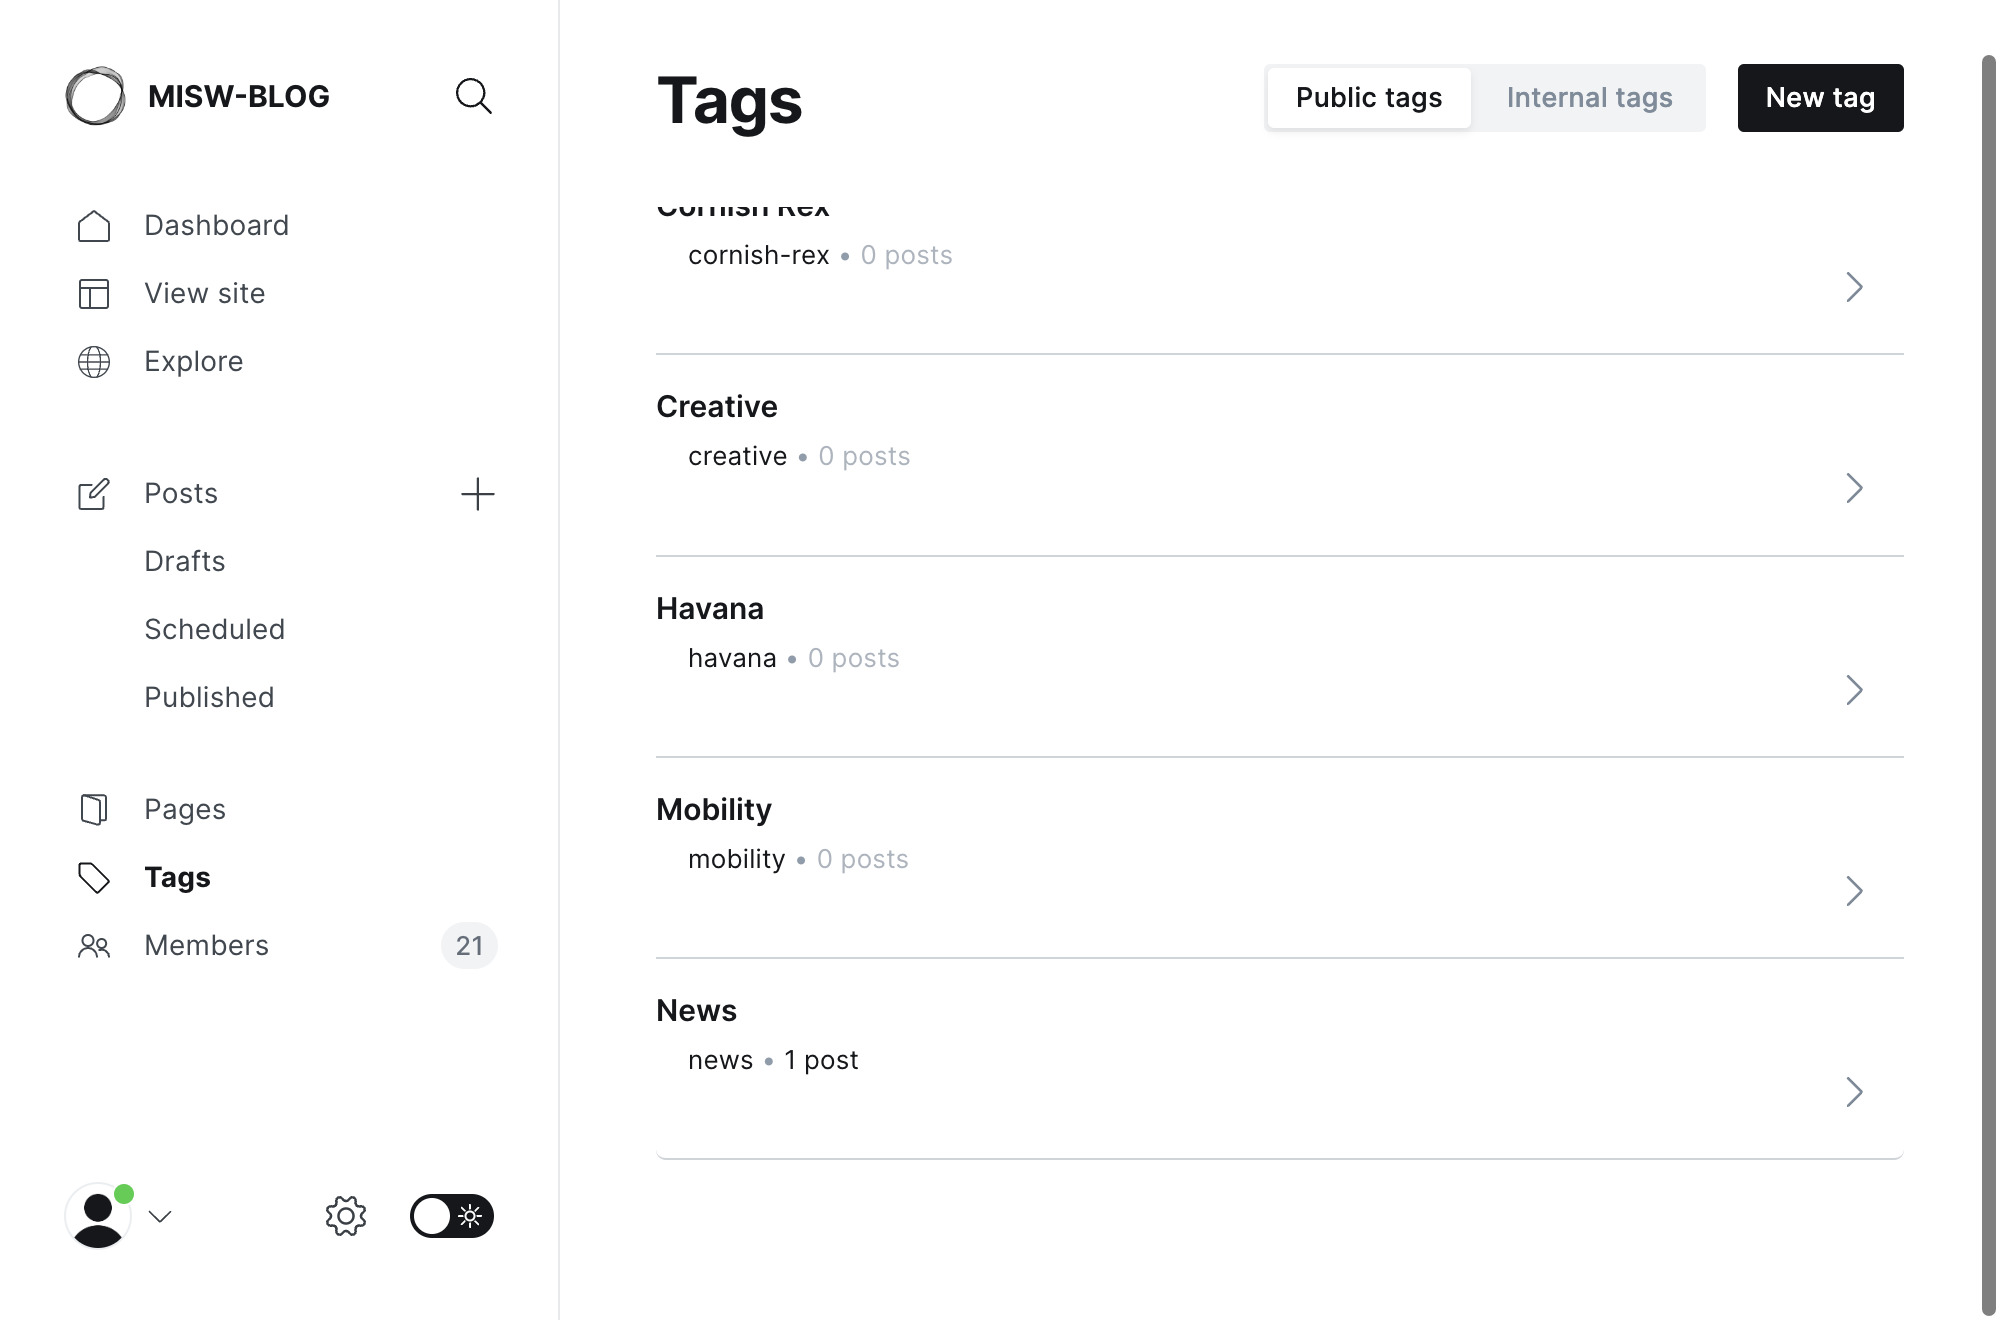 MISW-BLOG
Dashboard
View site
Explore
Posts
Drafts
Scheduled
Published
Pages
Tags
Members 21
Tags
Public tags Internal tags New tag
Cornish Rex
cornish-rex • 0 posts
Creative
creative • 0 posts
Havana
havana • 0 posts
Mobility
mobility • 0 posts
News
news • 1 post